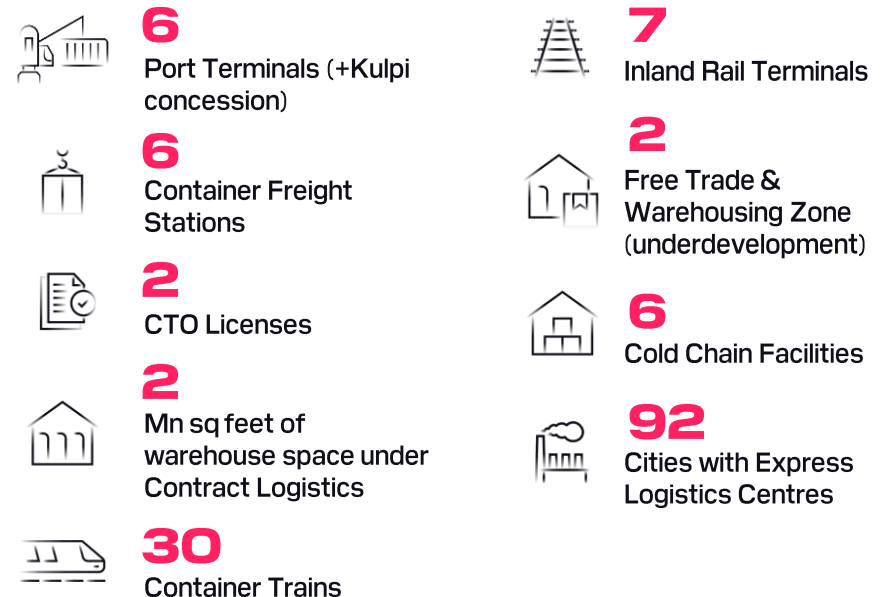 6
Port Terminals (+Kulpi
concession)
6
Container Freight
Stations
2
CTO Licenses
2
Mn sq feet of
warehouse space under
Contract Logistics
30
Container Trains
7
Inland Rail Terminals
2
Free Trade &
Warehousing Zone
(underdevelopment)
6
Cold Chain Facilities
92
Cities with Express
Logistics Centres